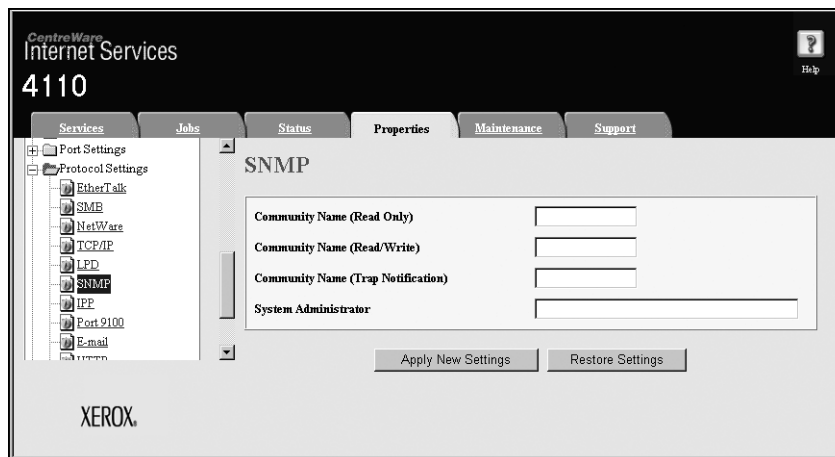 CentreWare
Internet Services
4110
?
Help
Services
Jobs
Status
Properties
Maintenance
Support
Port Settings
Protocol Settings
EtherTalk
SMB
NetWare
TCP/IP
LPD
SNMP
IPP
Port 9100
E-mail
HTTP
SNMP
Community Name (Read Only)
Community Name (Read/Write)
Community Name (Trap Notification)
System Administrator
Apply New Settings
Restore Settings
XEROX.